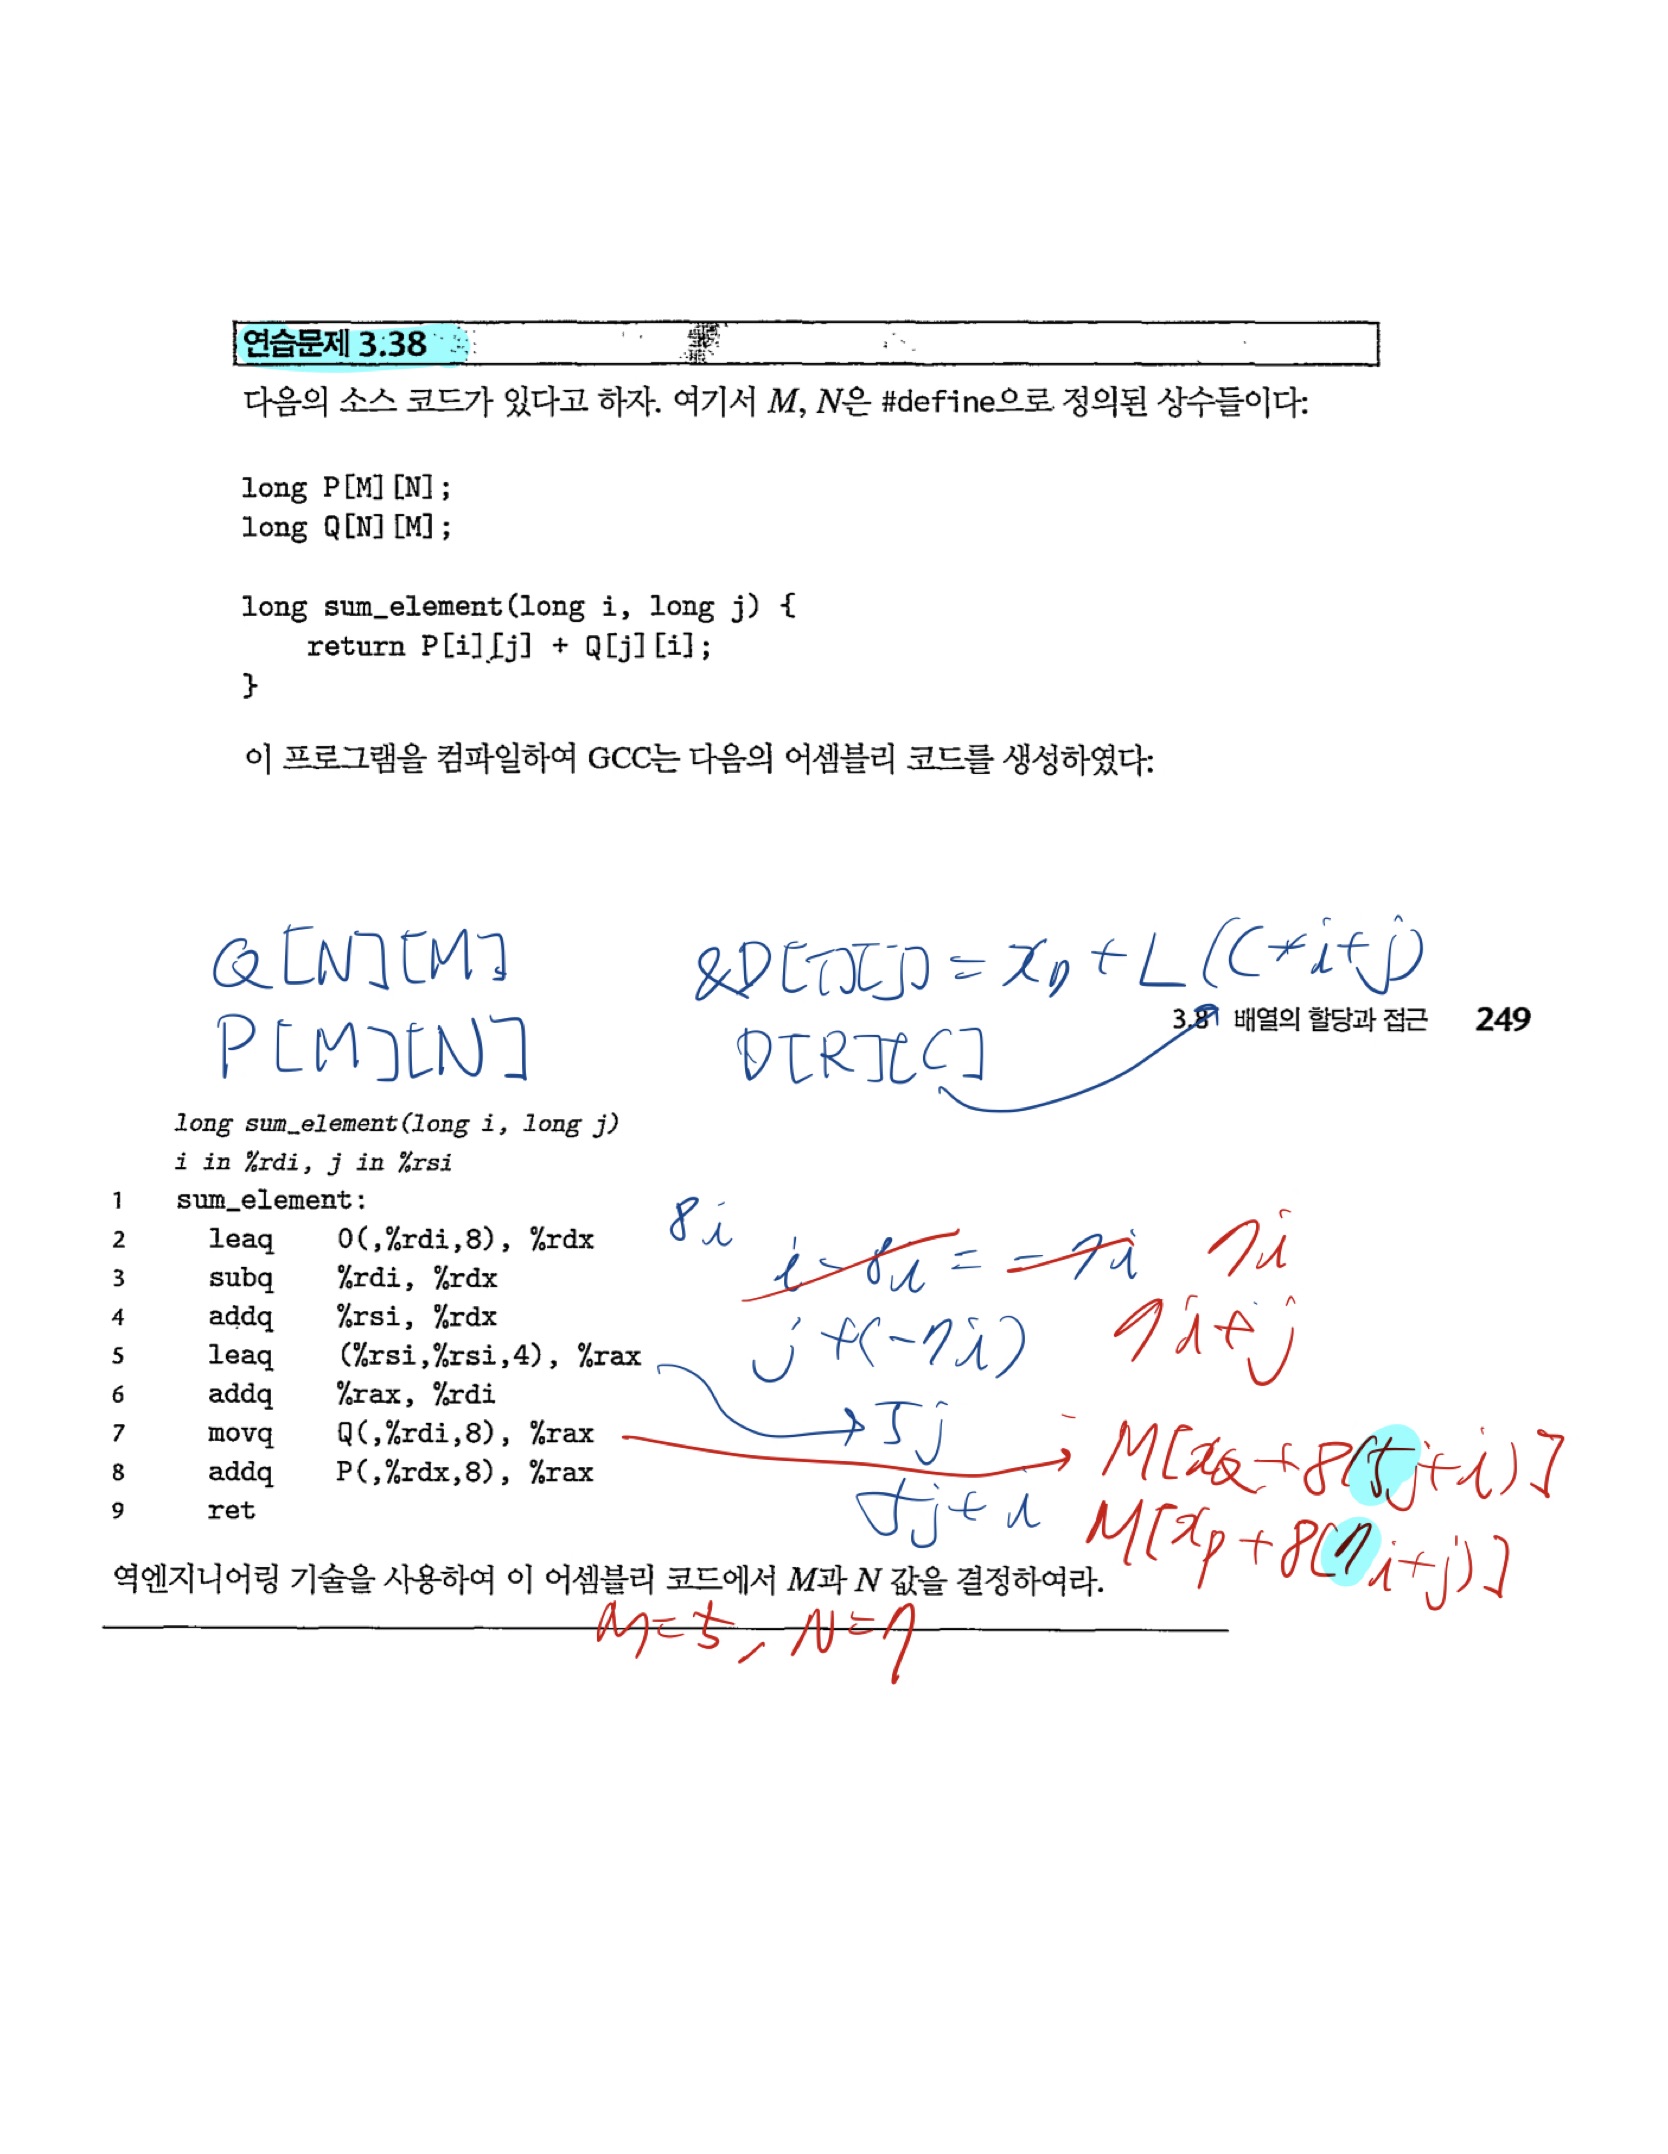 연습문제 3.38
다음의 소스 코드가 있다고 하자. 여기서 M, N은 #define으로 정의된 상수들이다:
long P[M][N];
long Q[N][M];
long sum_element(long i, long j) {
return P[i][j] + Q[j][i];
}
이 프로그램을 컴파일하여 GCC는 다음의 어셈블리 코드를 생성하였다:
Q[N][M]
&D[i][j] = x_D + L(C*i+j)
3.8 배열의 할당과 접근 249
P[M][N]
D[R][C]
long sum_element(long i, long j)
i in %rdi, j in %rsi
1 sum_element:
2 leaq 0(,%rdi,8), %rdx
8i
3 subq %rdi, %rdx
i-8i = -7i
7i
4 addq %rsi, %rdx
j+(-7i)
7i+j
5 leaq (%rsi,%rsi,4), %rax
5j
6 addq %rax, %rdi
7 movq Q(,%rdi,8), %rax
M[x_Q+8(5j+i)]
8 addq P(,%rdx,8), %rax
5j+i
M[x_P+8(7i+j)]
9 ret
역엔지니어링 기술을 사용하여 이 어셈블리 코드에서 M과 N 값을 결정하여라.
M=5, N=7